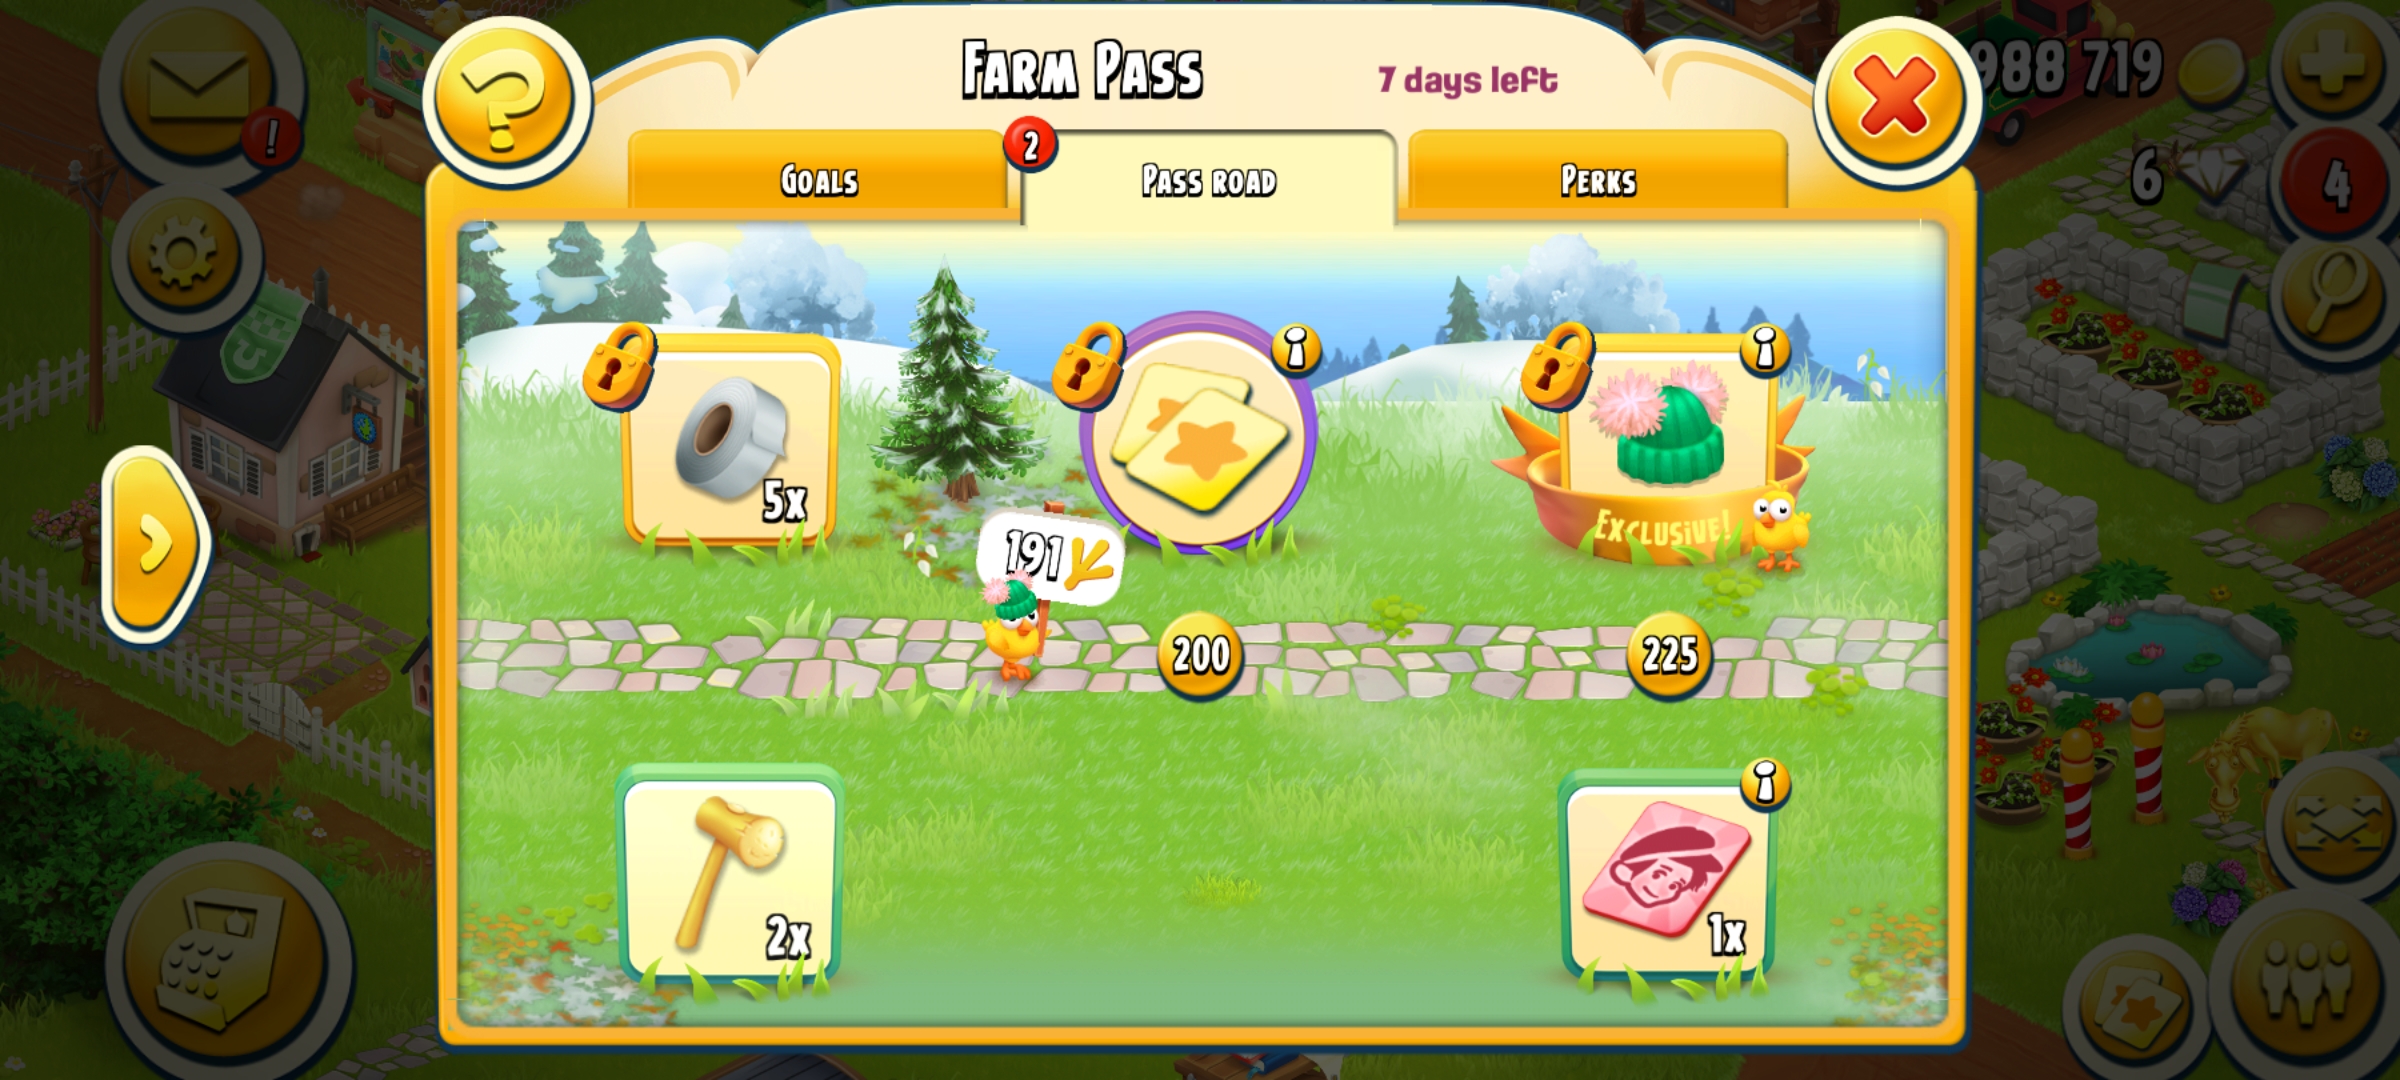 FARM PASS
7 days left
988 719
!
2
GOALS
PASS ROAD
PERKS
6
4
5x
EXCLUSIVE!
191
200
225
2x
1x